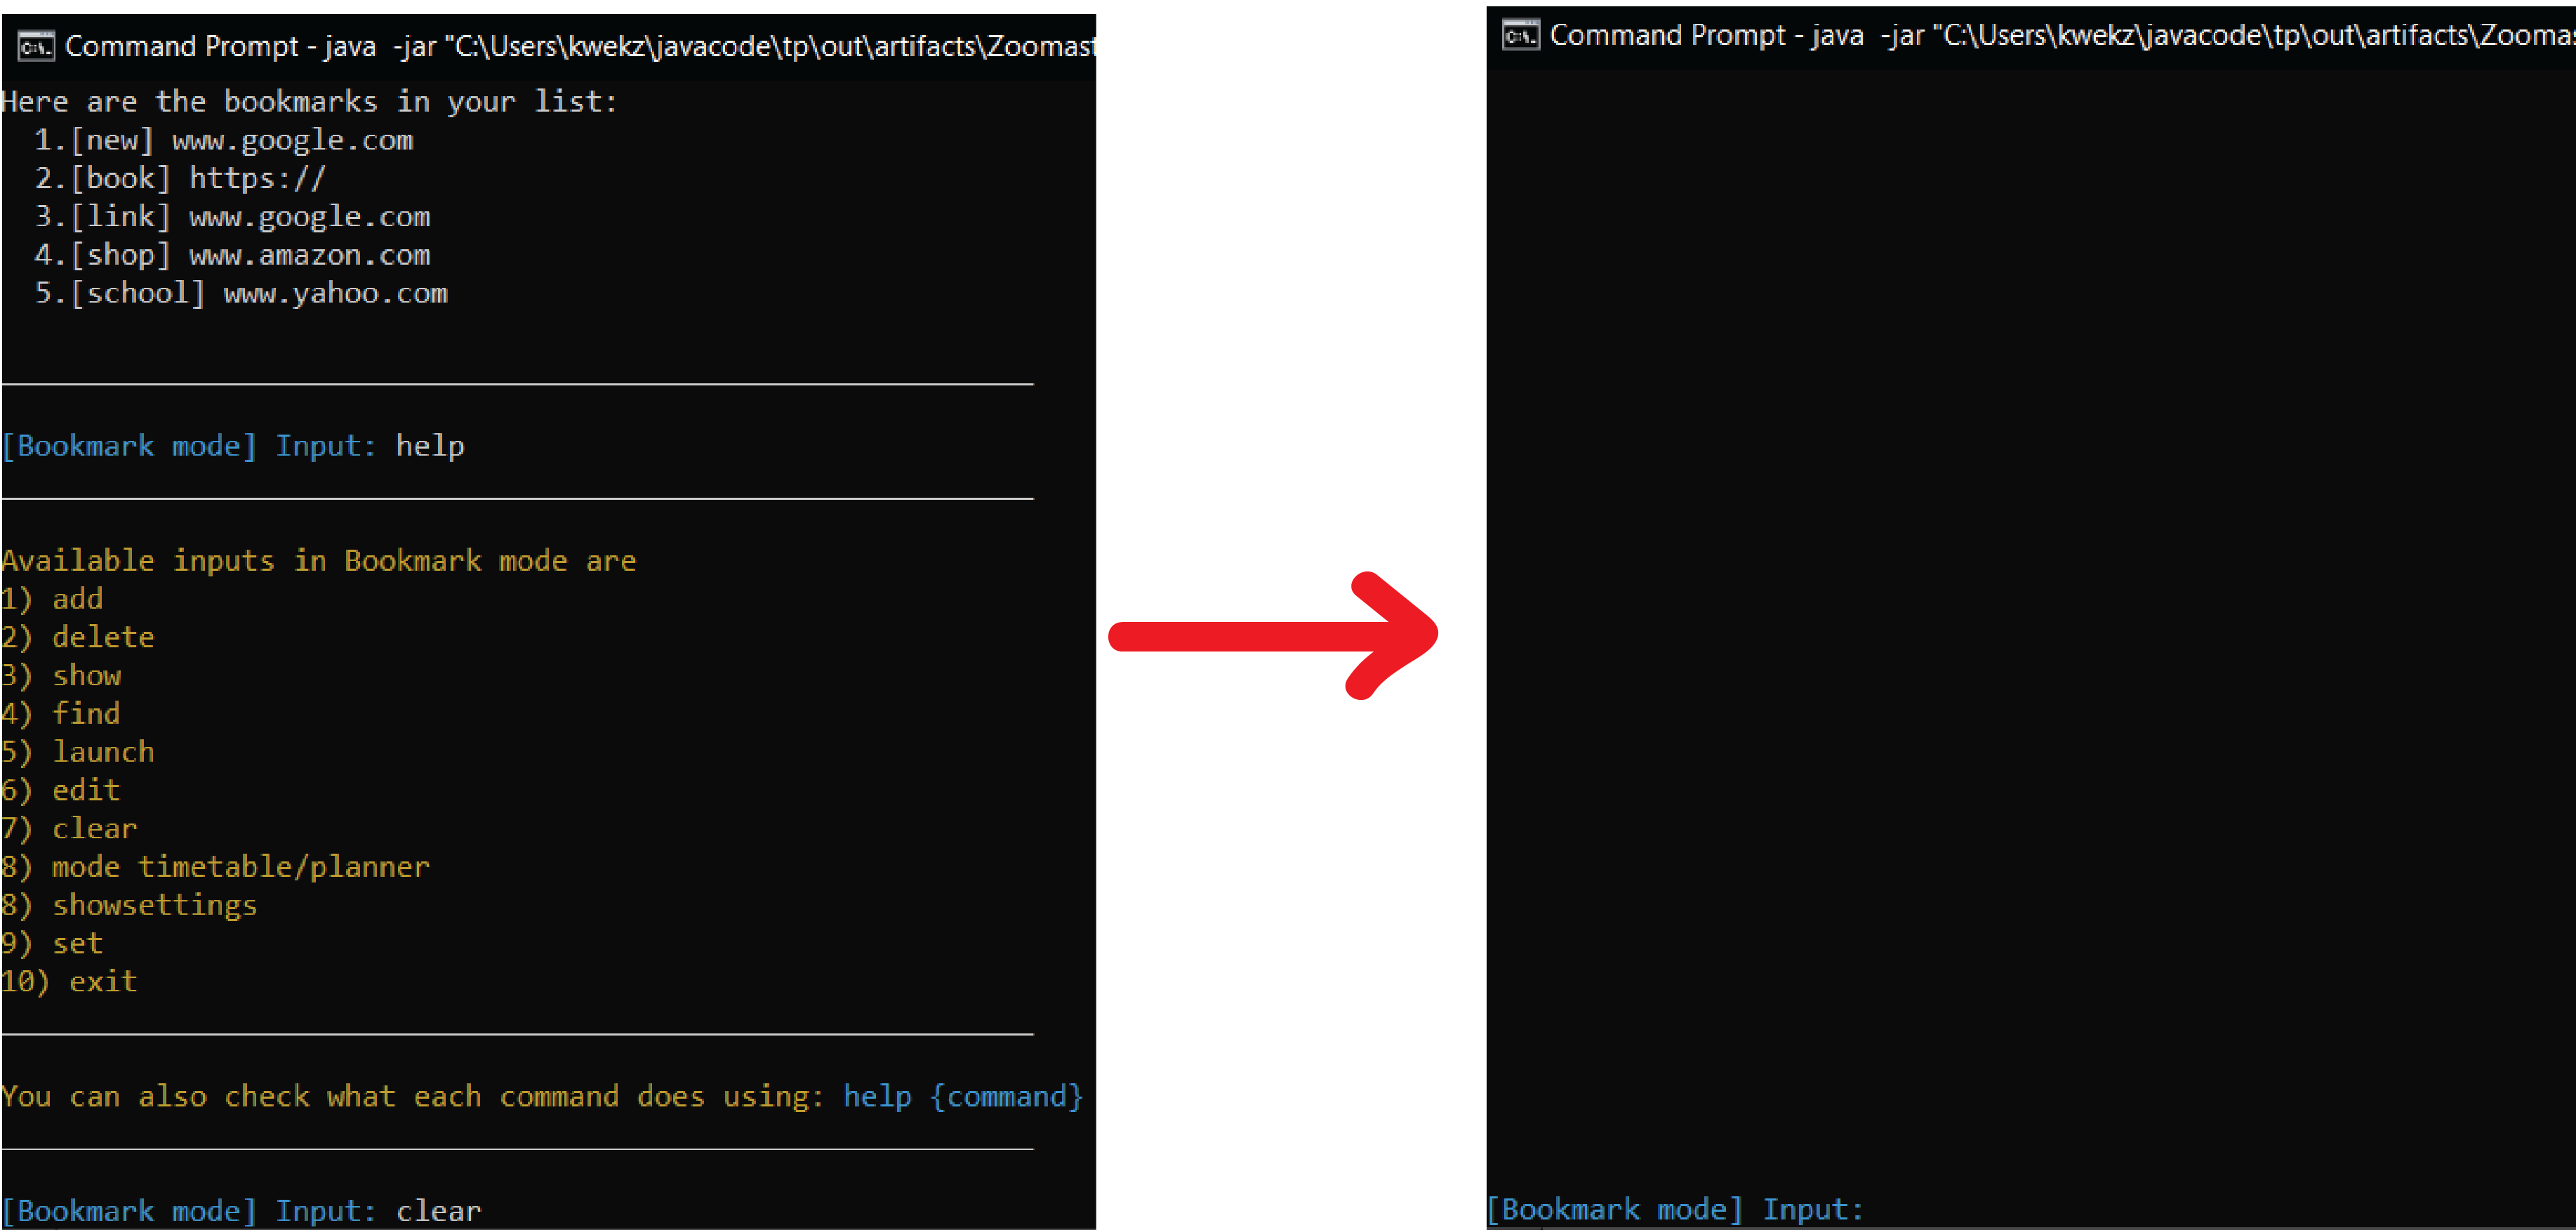 Command Prompt - java -jar "C:\Users\kwekz\javacode\tp\out\artifacts\Zoomast
Here are the bookmarks in your list:
1.[new] www.google.com
2.[book] https://
3.[link] www.google.com
4.[shop] www.amazon.com
5.[school] www.yahoo.com
[Bookmark mode] Input: help
Available inputs in Bookmark mode are
1) add
2) delete
3) show
4) find
5) launch
6) edit
7) clear
8) mode timetable/planner
8) showsettings
9) set
10) exit
You can also check what each command does using: help {command}
[Bookmark mode] Input: clear
Command Prompt - java -jar "C:\Users\kwekz\javacode\tp\out\artifacts\Zoomas
[Bookmark mode] Input: